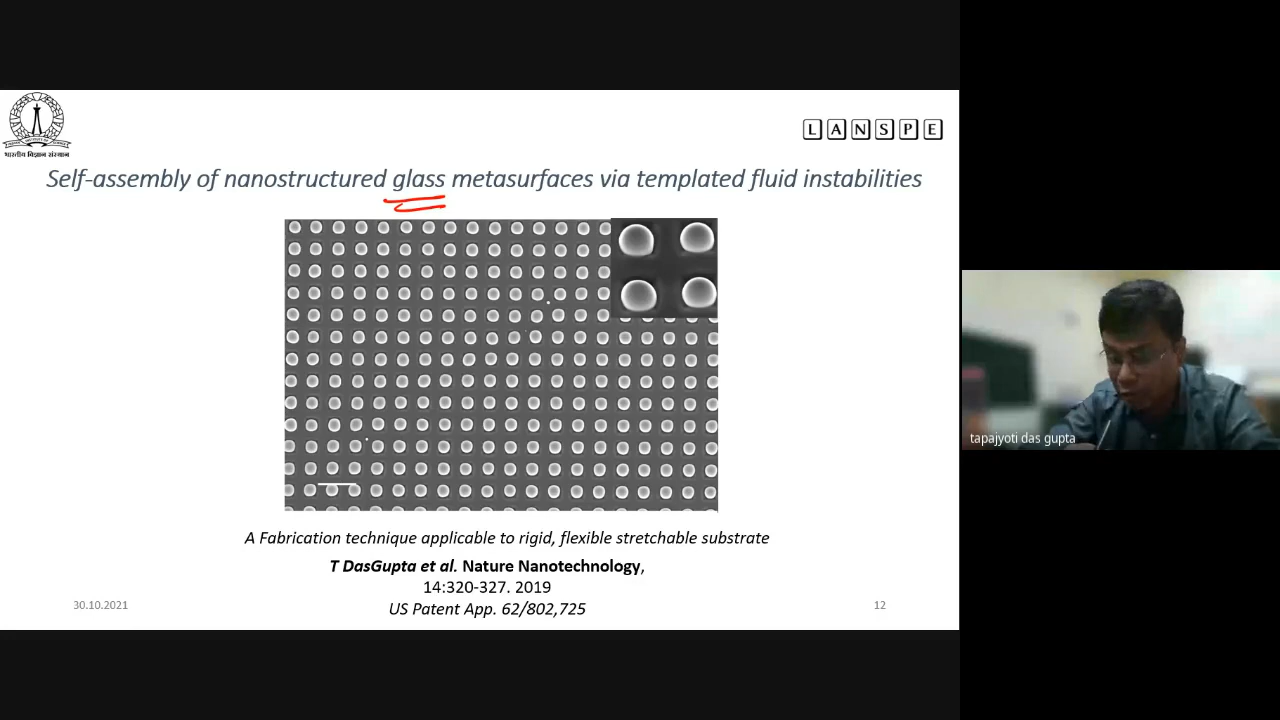 भारतीय विज्ञान संस्थान
LANSPE
Self-assembly of nanostructured glass metasurfaces via templated fluid instabilities
A Fabrication technique applicable to rigid, flexible stretchable substrate
T DasGupta et al. Nature Nanotechnology,
14:320-327. 2019
US Patent App. 62/802,725
30.10.2021
12
tapajyoti das gupta